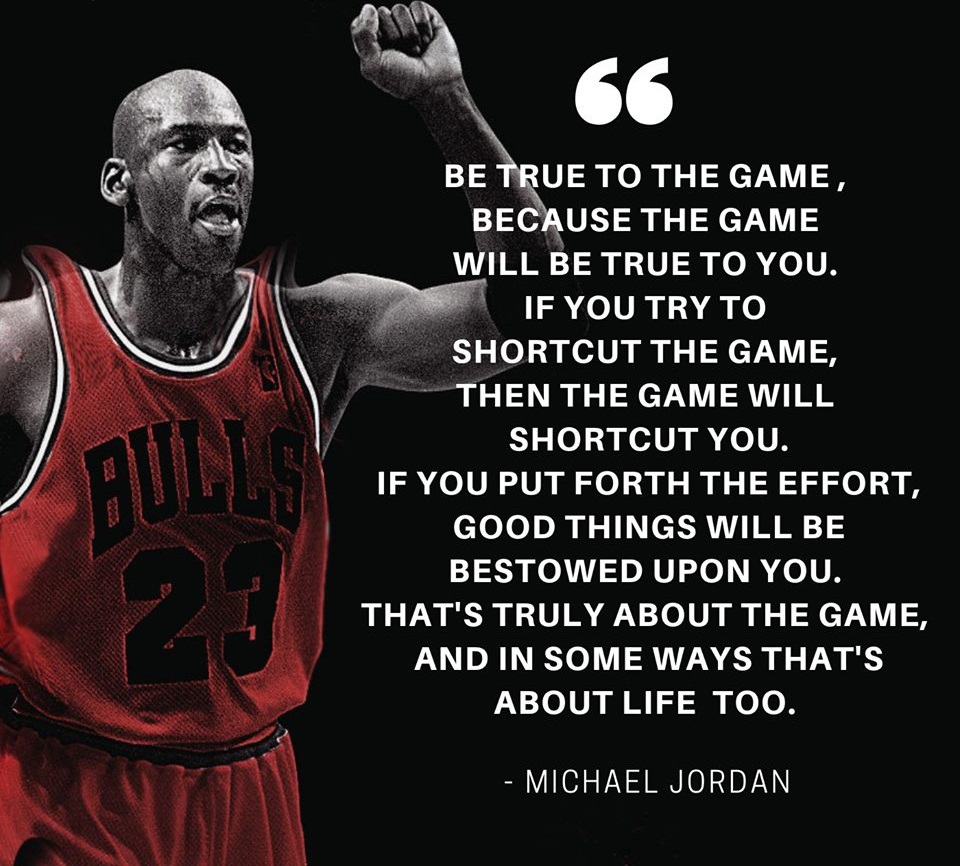 “
BE TRUE TO THE GAME ,
BECAUSE THE GAME
WILL BE TRUE TO YOU.
IF YOU TRY TO
SHORTCUT THE GAME,
THEN THE GAME WILL
SHORTCUT YOU.
IF YOU PUT FORTH THE EFFORT,
GOOD THINGS WILL BE
BESTOWED UPON YOU.
THAT'S TRULY ABOUT THE GAME,
AND IN SOME WAYS THAT'S
ABOUT LIFE  TOO.
- MICHAEL JORDAN
BULLS
23